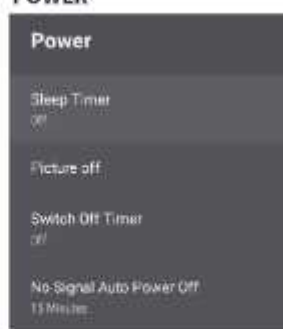 POWER
Power
Sleep Timer
Off
Picture off
Switch Off Timer
Off
No Signal Auto Power Off
15 Minutes